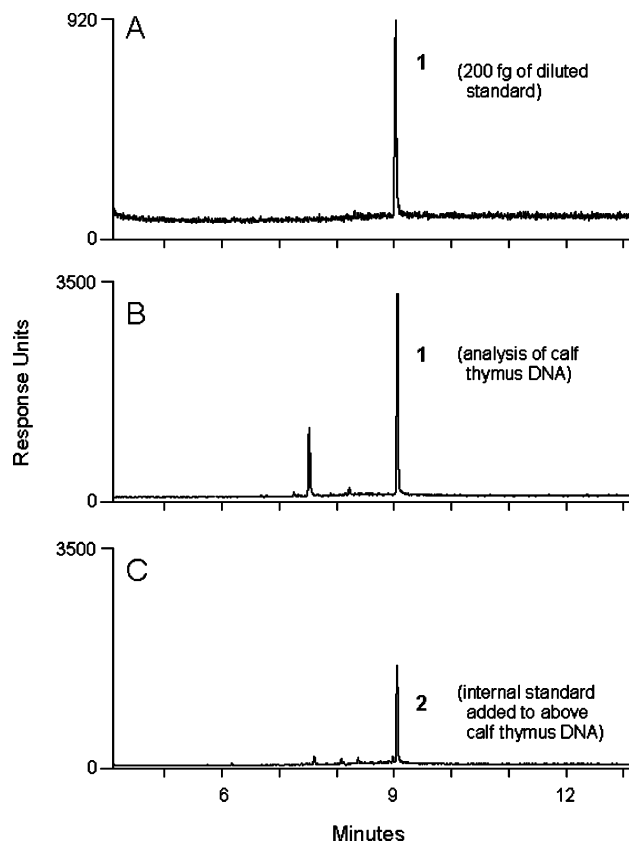 920
A
1 (200 fg of diluted
standard)
0
3500
B
1 (analysis of calf
thymus DNA)
0
Response Units
3500
C
2 (internal standard
added to above
calf thymus DNA)
0
6 9 12
Minutes